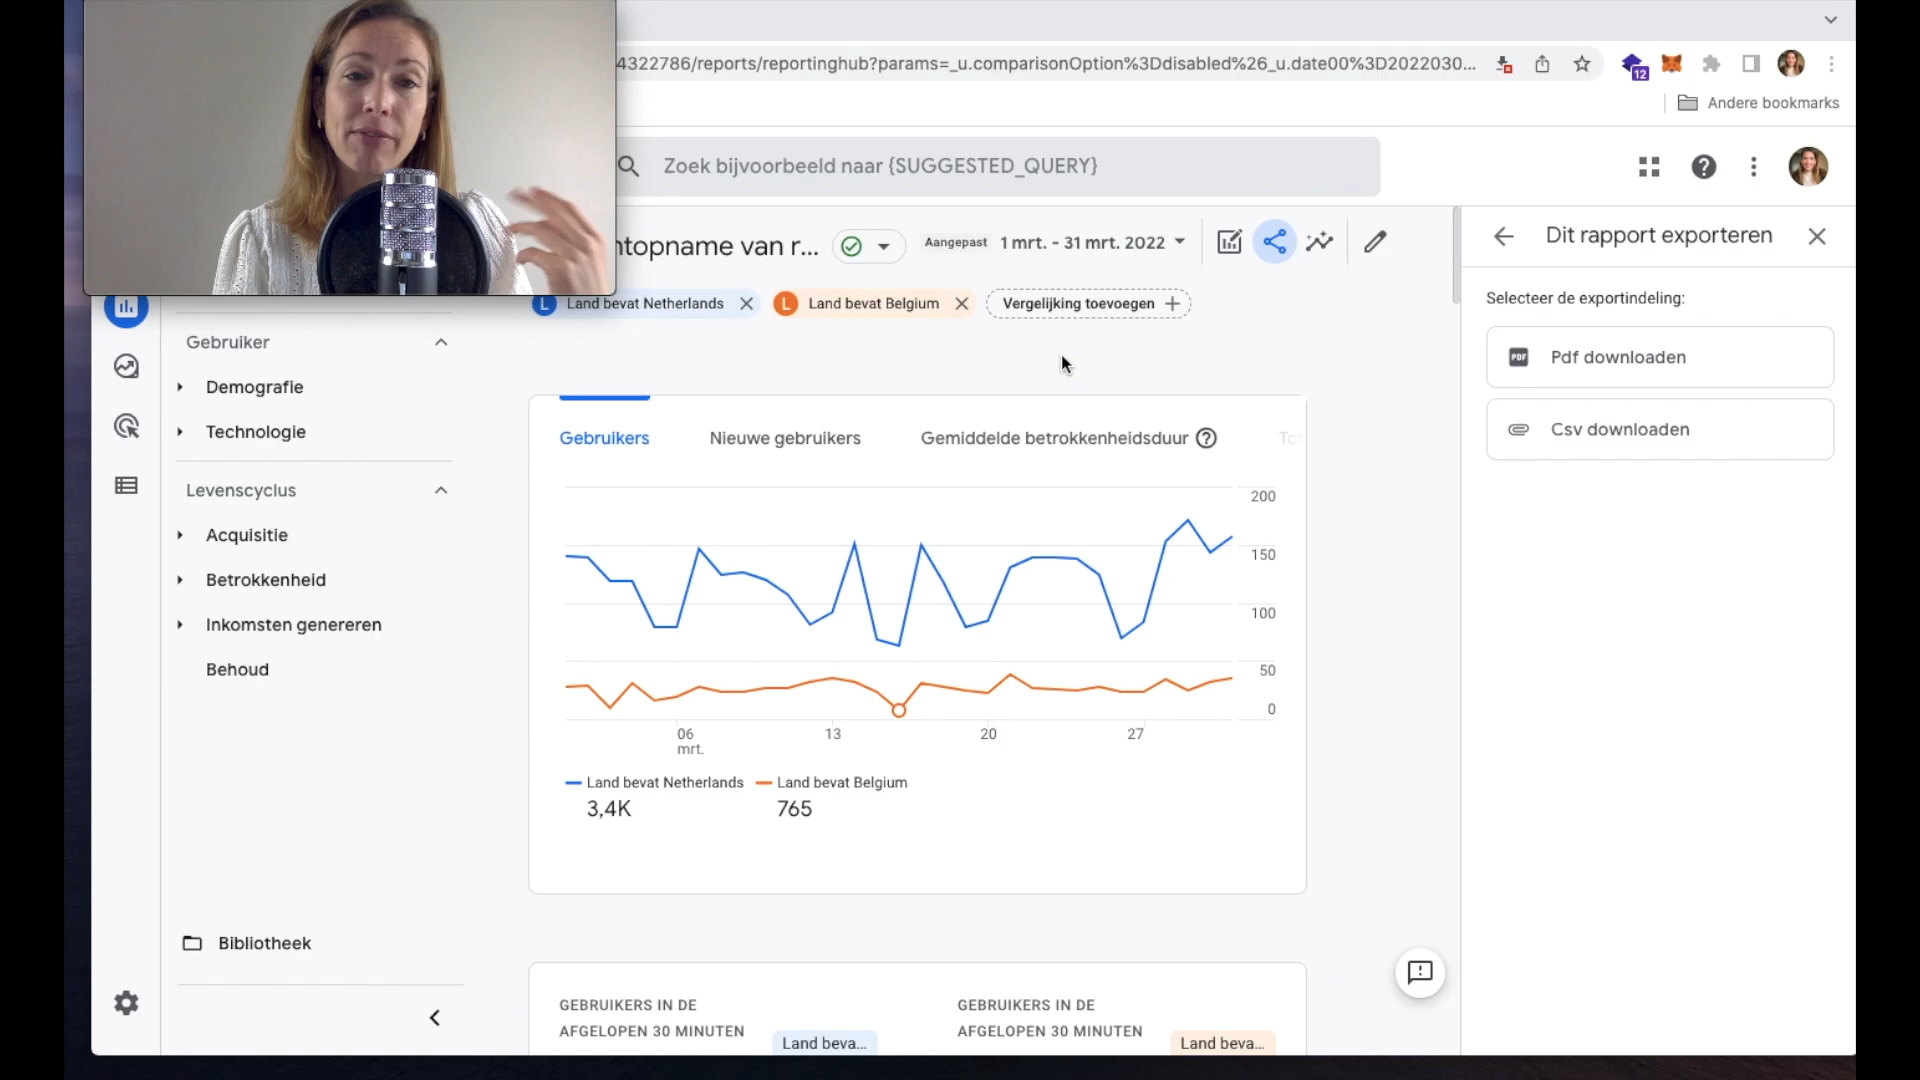 4322786/reports/reportinghub?params=_u.comparisonOption%3Ddisabled%26_u.date00%3D2022030...
12
Andere bookmarks
Zoek bijvoorbeeld naar {SUGGESTED_QUERY}
ntopname van r...
Aangepast 1 mrt. - 31 mrt. 2022
Dit rapport exporteren
L Land bevat Netherlands
L Land bevat Belgium
Vergelijking toevoegen
Selecteer de exportindeling:
PDF Pdf downloaden
Csv downloaden
Gebruiker
Demografie
Technologie
Levenscyclus
Acquisitie
Betrokkenheid
Inkomsten genereren
Behoud
Bibliotheek
Gebruikers
Nieuwe gebruikers
Gemiddelde betrokkenheidsduur
200
150
100
50
0
06
mrt.
13
20
27
Land bevat Netherlands
3,4K
Land bevat Belgium
765
GEBRUIKERS IN DE
AFGELOPEN 30 MINUTEN
Land beva...
GEBRUIKERS IN DE
AFGELOPEN 30 MINUTEN
Land beva...